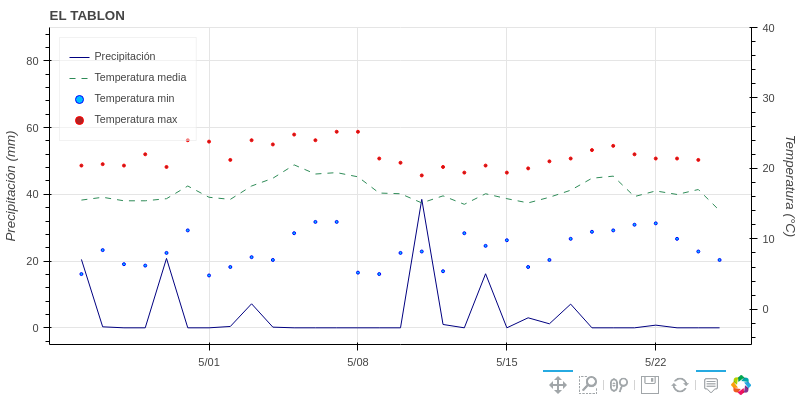 EL TABLON
Precipitación
Temperatura media
Temperatura min
Temperatura max
Precipitación (mm)
80
60
40
20
0
Temperatura (°C)
40
30
20
10
0
5/01
5/08
5/15
5/22